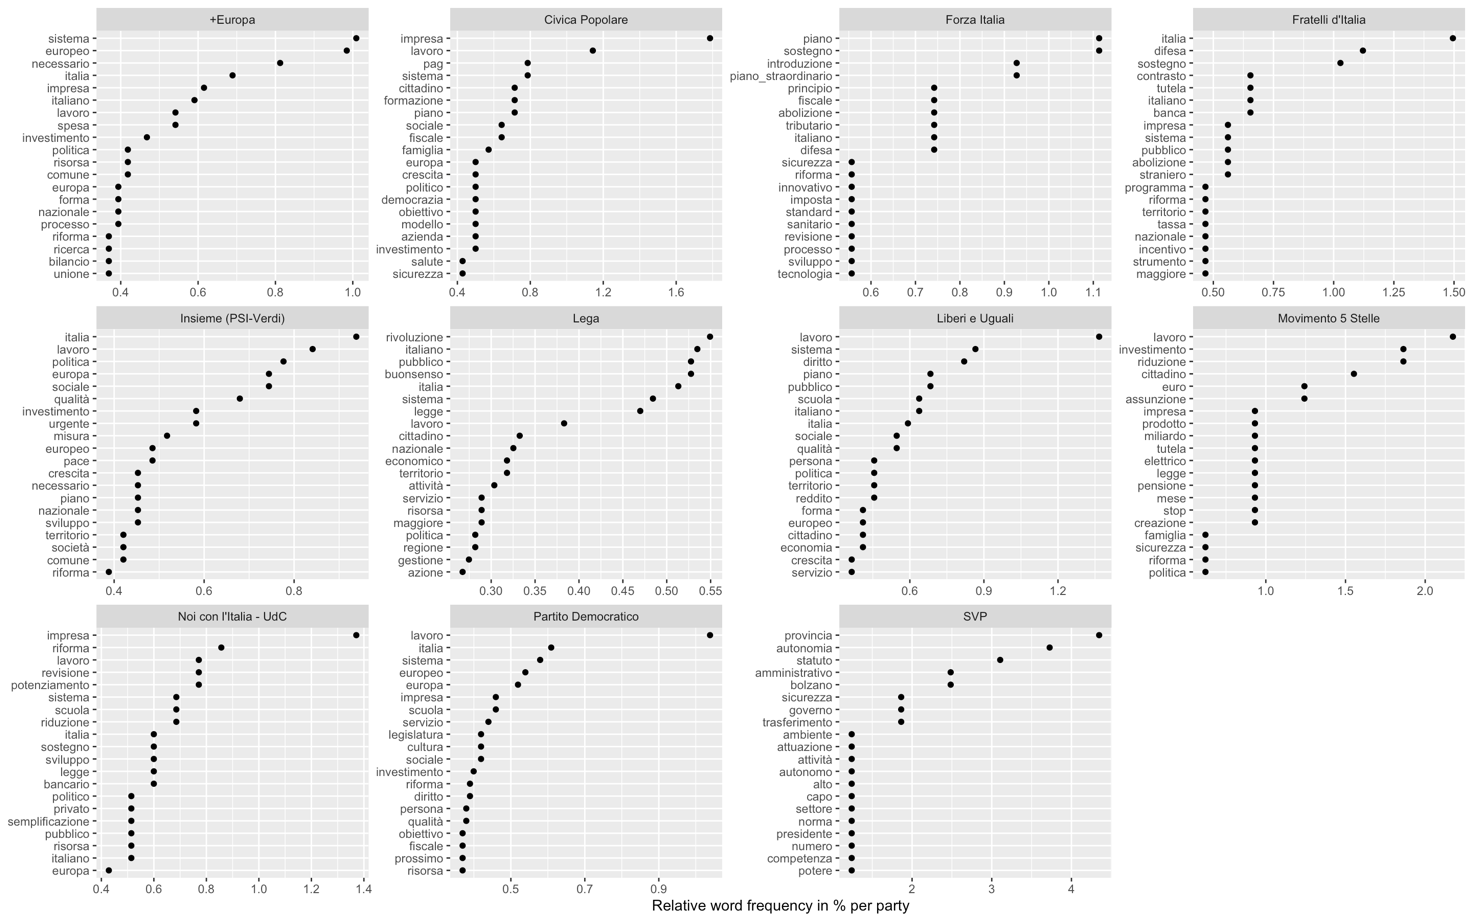 +Europa
sistema
europeo
necessario
italia
impresa
italiano
lavoro
spesa
investimento
politica
risorsa
comune
europa
forma
nazionale
processo
riforma
ricerca
bilancio
unione
0.4 0.6 0.8 1.0
Civica Popolare
impresa
lavoro
pag
sistema
cittadino
formazione
piano
sociale
fiscale
famiglia
europa
crescita
politico
democrazia
obiettivo
modello
azienda
investimento
salute
sicurezza
0.4 0.8 1.2 1.6
Forza Italia
piano
sostegno
introduzione
piano_straordinario
principio
fiscale
abolizione
tributario
italiano
difesa
sicurezza
riforma
innovativo
imposta
standard
sanitario
revisione
processo
sviluppo
tecnologia
0.6 0.7 0.8 0.9 1.0 1.1
Fratelli d'Italia
italia
difesa
sostegno
contrasto
tutela
italiano
banca
impresa
sistema
pubblico
abolizione
straniero
programma
riforma
territorio
tassa
nazionale
incentivo
strumento
maggiore
0.50 0.75 1.00 1.25 1.50
Insieme (PSI-Verdi)
italia
lavoro
politica
europa
sociale
qualità
investimento
urgente
misura
europeo
pace
crescita
necessario
piano
nazionale
sviluppo
territorio
società
comune
riforma
0.4 0.6 0.8
Lega
rivoluzione
italiano
pubblico
buonsenso
italia
sistema
legge
lavoro
cittadino
nazionale
economico
territorio
attività
servizio
risorsa
maggiore
politica
regione
gestione
azione
0.30 0.35 0.40 0.45 0.50 0.55
Liberi e Uguali
lavoro
sistema
diritto
piano
pubblico
scuola
italiano
italia
sociale
qualità
persona
politica
territorio
reddito
forma
europeo
cittadino
economia
crescita
servizio
0.6 0.9 1.2
Movimento 5 Stelle
lavoro
investimento
riduzione
cittadino
euro
assunzione
impresa
prodotto
miliardo
tutela
elettrico
legge
pensione
mese
stop
creazione
famiglia
sicurezza
riforma
politica
1.0 1.5 2.0
Noi con l'Italia - UdC
impresa
riforma
lavoro
revisione
potenziamento
sistema
scuola
riduzione
italia
sostegno
sviluppo
legge
bancario
politico
privato
semplificazione
pubblico
risorsa
italiano
europa
0.4 0.6 0.8 1.0 1.2 1.4
Partito Democratico
lavoro
italia
sistema
europeo
europa
impresa
scuola
servizio
legislatura
cultura
sociale
investimento
riforma
diritto
persona
qualità
obiettivo
fiscale
prossimo
risorsa
0.5 0.7 0.9
SVP
provincia
autonomia
statuto
amministrativo
bolzano
sicurezza
governo
trasferimento
ambiente
attuazione
attività
autonomo
alto
capo
settore
norma
presidente
numero
competenza
potere
2 3 4
Relative word frequency in % per party